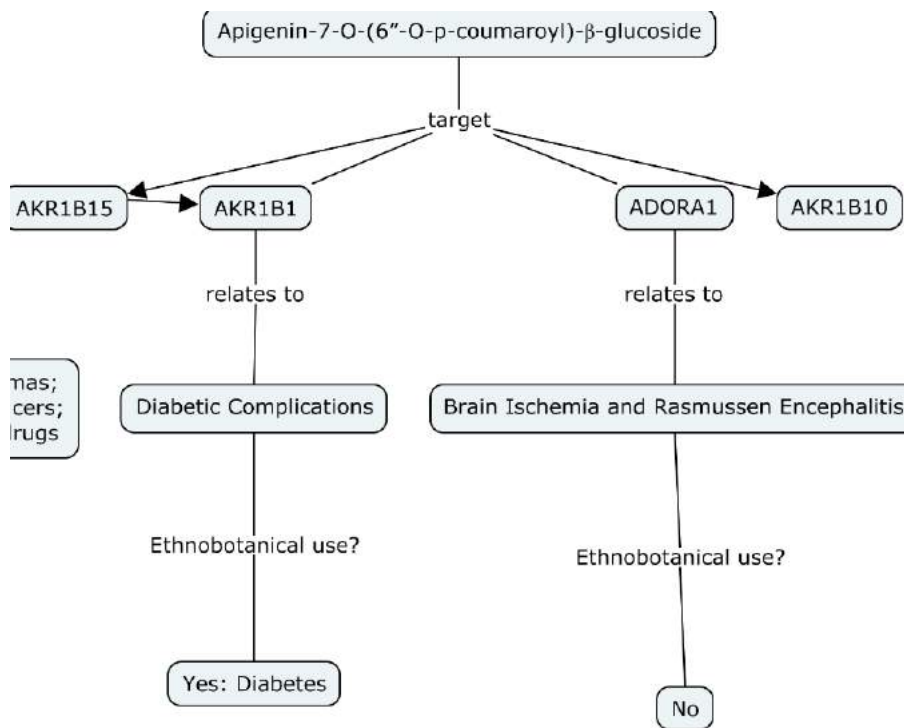 Apigenin-7-O-(6″-O-p-coumaroyl)-β-glucoside
target
AKR1B15
AKR1B1
ADORA1
AKR1B10
relates to
relates to
mas;
cers;
drugs
Diabetic Complications
Brain Ischemia and Rasmussen Encephalitis
Ethnobotanical use?
Ethnobotanical use?
Yes: Diabetes
No